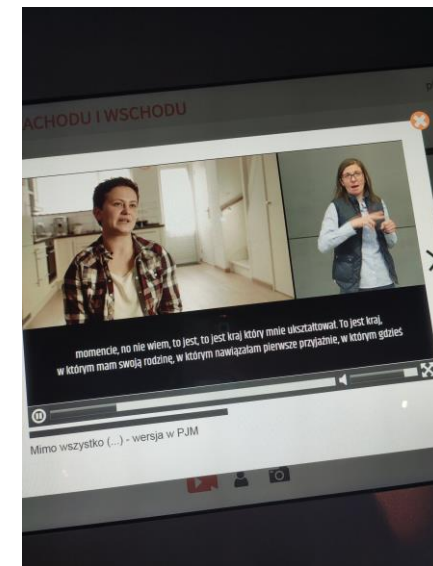 ACHODU I WSCHODU
P
momencie, no nie wiem, to jest, to jest kraj który mnie ukształtował. To jest kraj,
w którym mam swoją rodzinę, w którym nawiązałam pierwsze przyjaźnie, w którym gdzieś
Mimo wszystko (...) - wersja w PJM